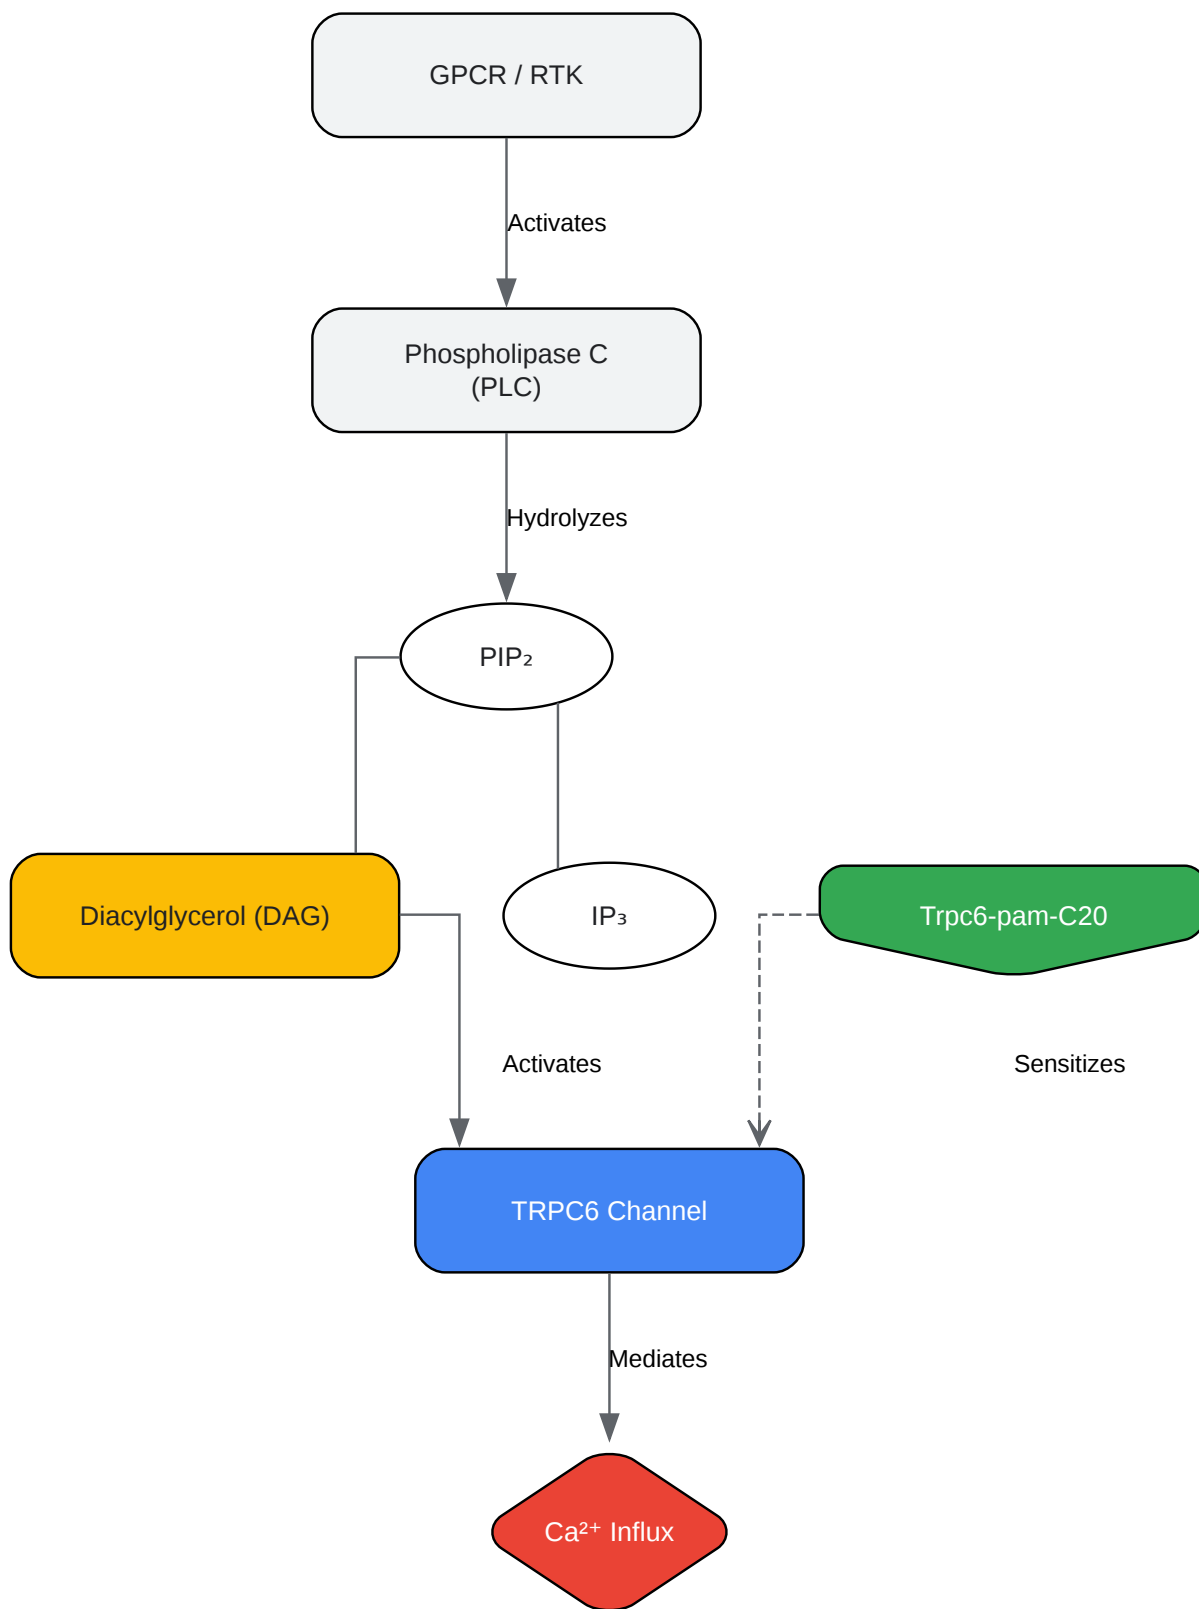 GPCR / RTK
Activates
Phospholipase C
(PLC)
Hydrolyzes
PIP₂
Diacylglycerol (DAG)
IP₃
Trpc6-pam-C20
Activates
Sensitizes
TRPC6 Channel
Mediates
Ca²⁺ Influx